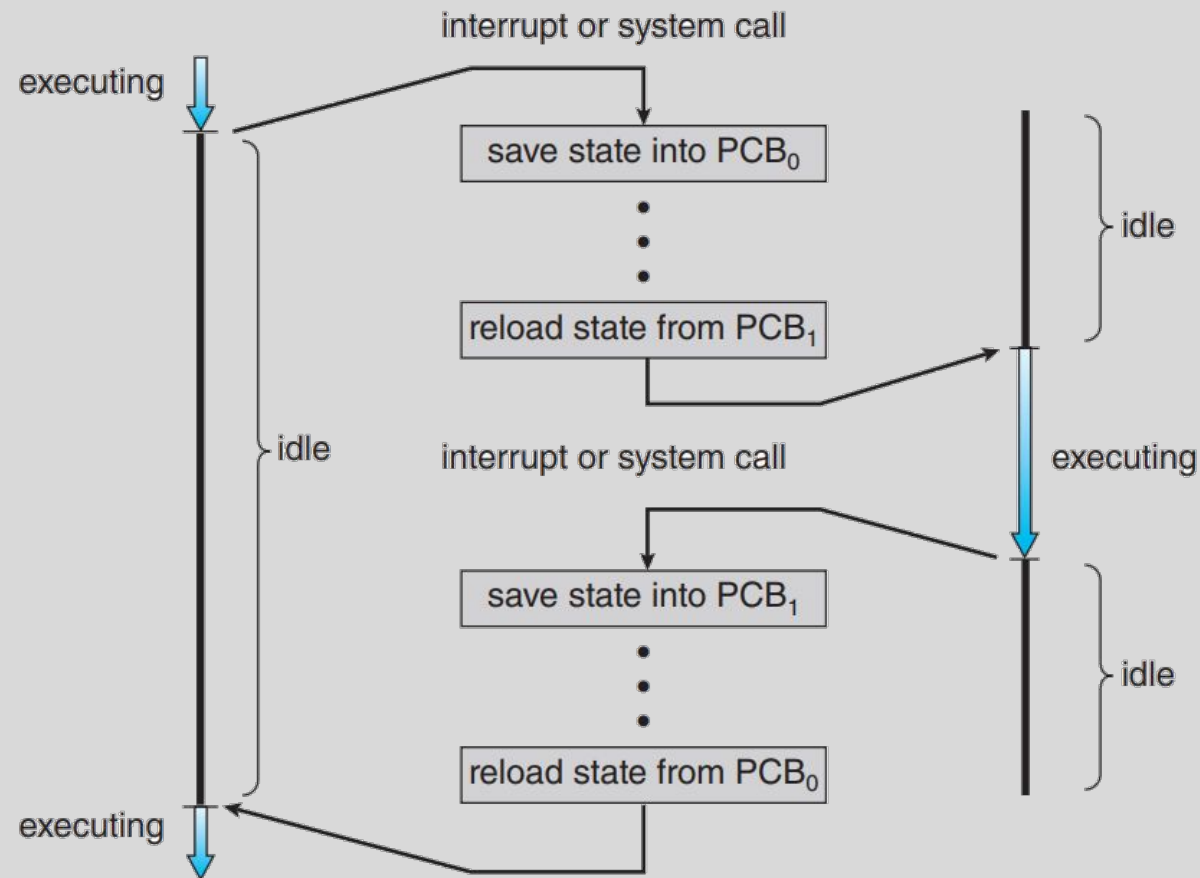 interrupt or system call
executing
save state into PCB₀
idle
reload state from PCB₁
idle
interrupt or system call
executing
save state into PCB₁
idle
reload state from PCB₀
executing